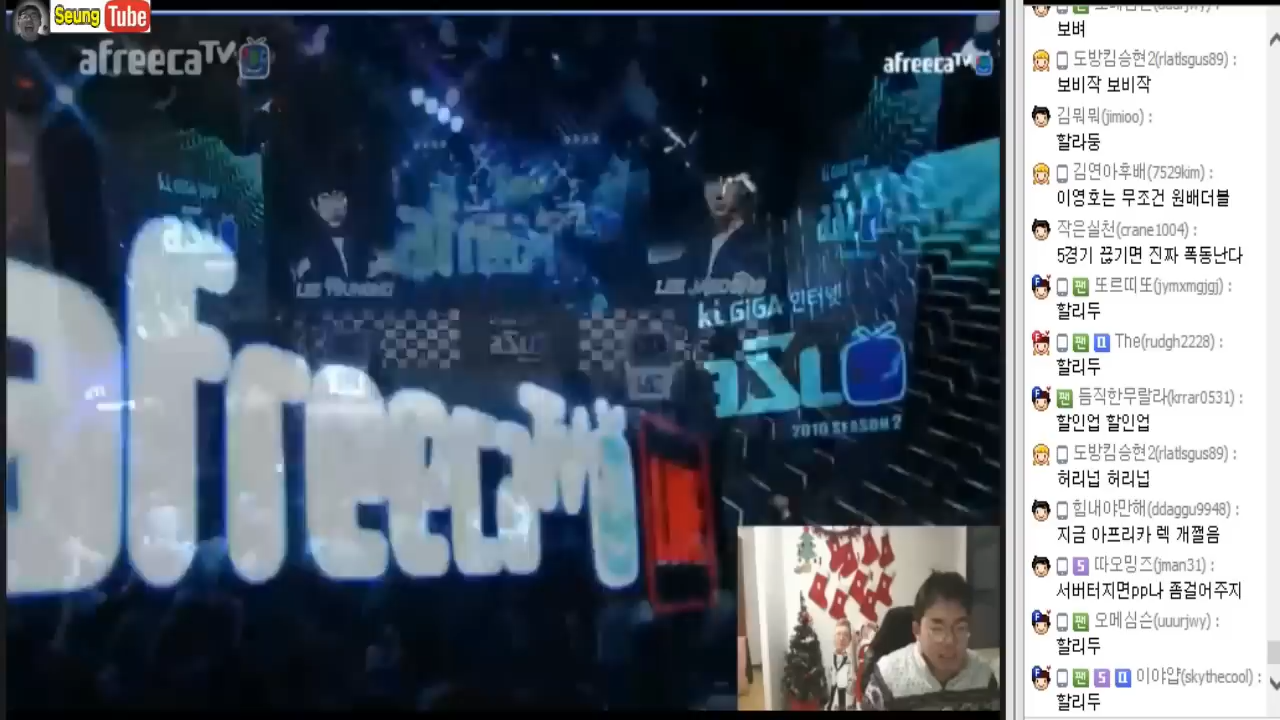 Seung Tube
afreecaTV
afreecaTV
kt GiGA 인터넷
aSL
2016 SEASON 2
afreecaTV
보벼
도방킴승현2(rlatlsgus89) :
보비작 보비작
김뭐뭐(jimioo) :
할라둥
김연아후배(7529kim) :
이영호는 무조건 원배더블
작은실천(crane1004) :
5경기 끊기면 진짜 폭동난다
또르띠또(jymxmgjgj) :
할리두
The(rudgh2228) :
할리두
듬직한무랄라(krrar0531) :
할인업 할인업
도방킴승현2(rlatlsgus89) :
허리넙 허리넙
힘내야만해(ddaggu9948) :
지금 아프리카 렉 개쩔음
따오밍즈(jman31) :
서버터지면pp나 좀걸어주지
오메심슨(uuurjwy) :
할리두
이야얍(skythecool) :
할리두